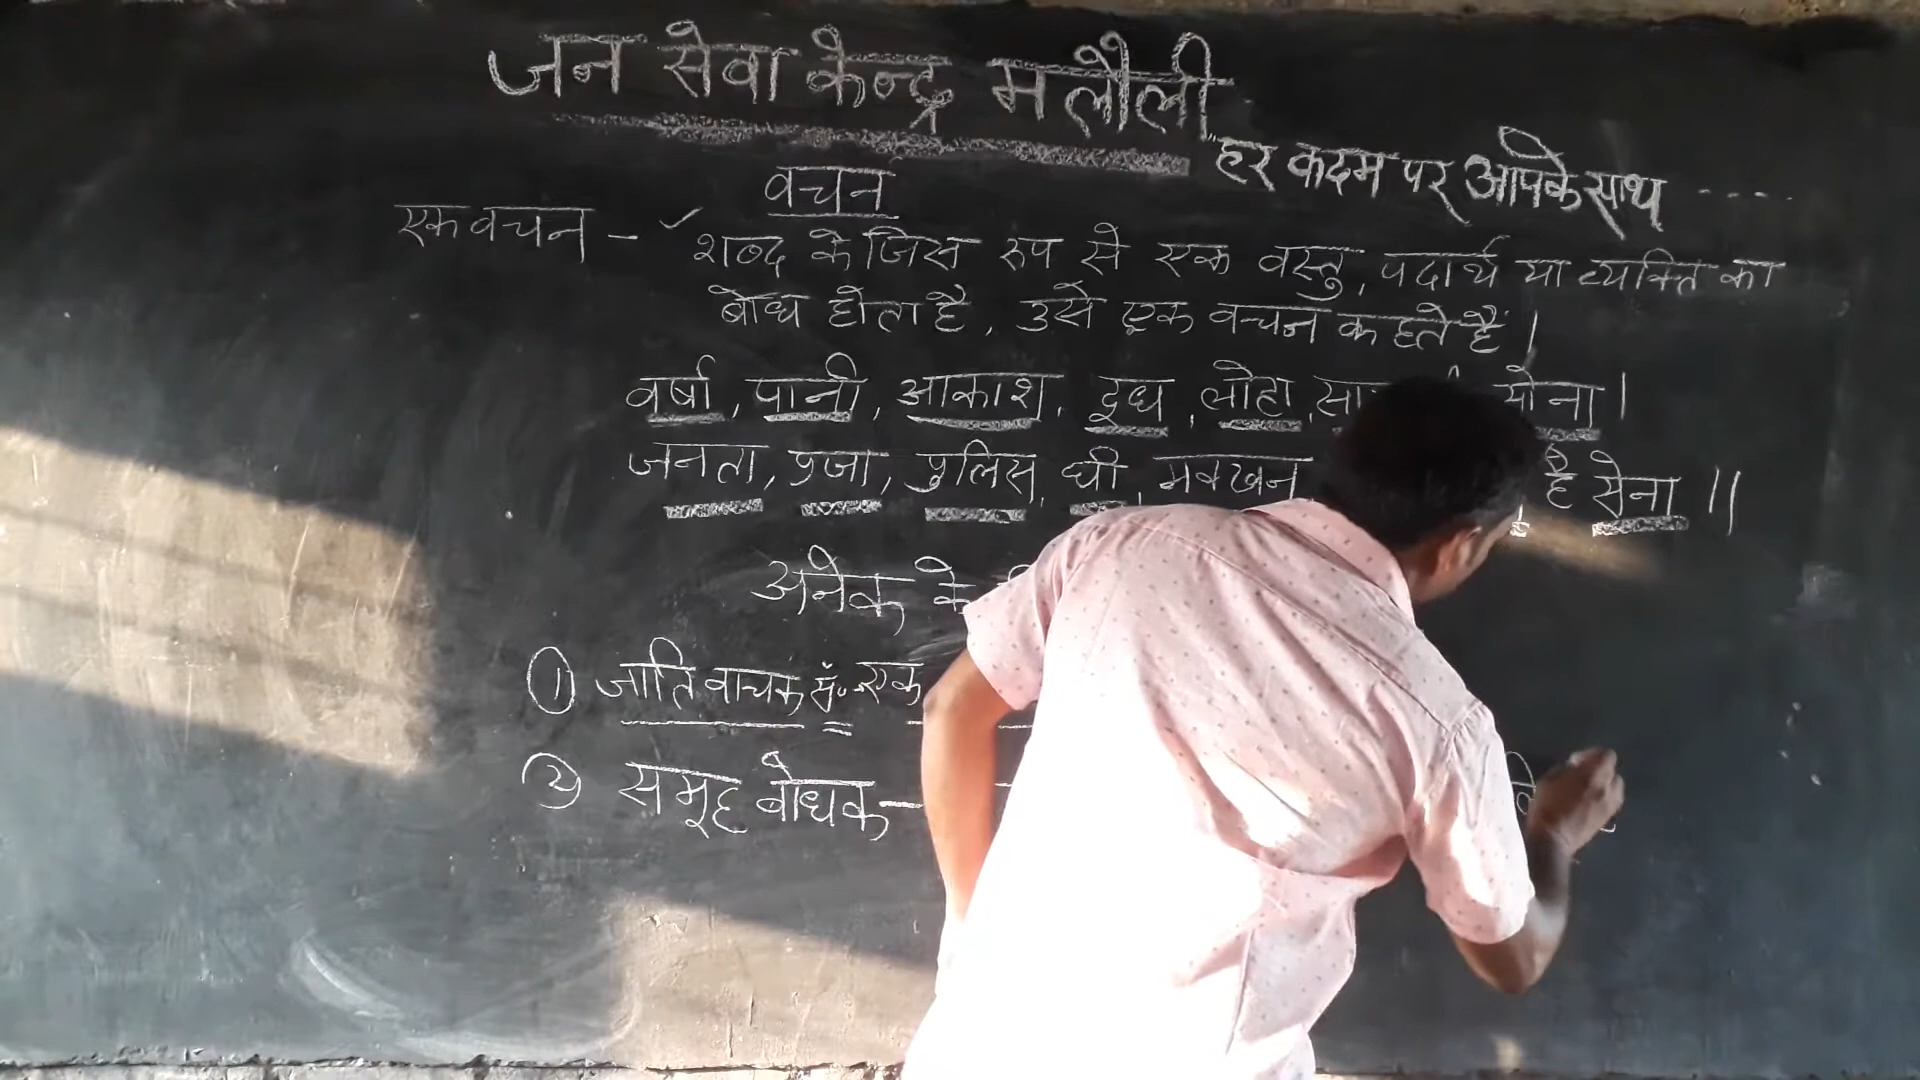 जन सेवा केन्द्र मलौली
हर कदम पर आपके साथ ....
वचन
एकवचन - ✓ शब्द के जिस रुप से एक वस्तु, पदार्थ या व्यक्ति का
बोध होता है, उसे एक वचन कहते हैं।
वर्षा, पानी, आकाश, दूध, लोटा, सोना।
जनता, प्रजा, पुलिस, घी, मक्खन है सेना ॥
अनेक के
① जातिवाचक सं॰- एक
② समूह बोधक -